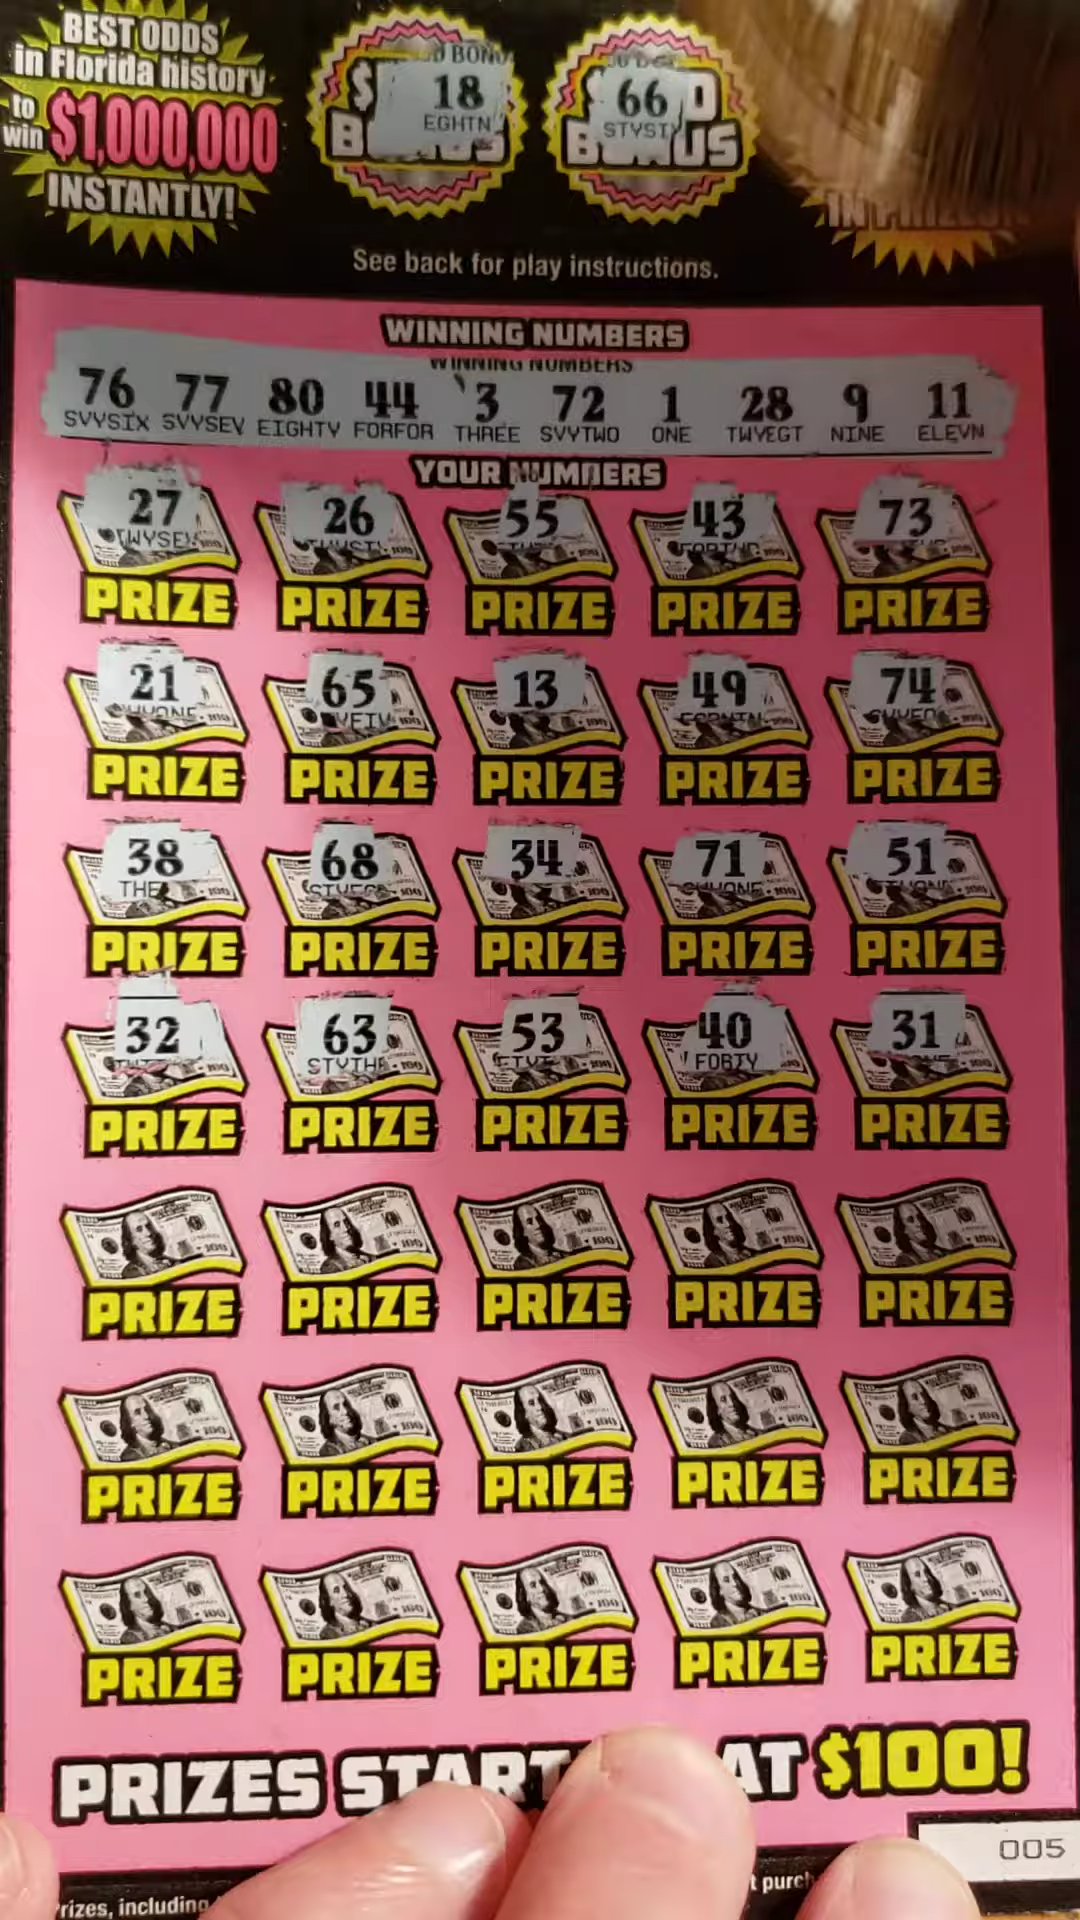 BEST ODDS
in Florida history
to
win $1,000,000
INSTANTLY!
18
EGHTN
66
BONUS
See back for play instructions.
WINNING NUMBERS
WINNING NUMBERS
76 77 80 44 3 72 1 28 9 11
SVYSIX SVYSEV EIGHTY FORFOR THREE SVYTWO ONE TWYEGT NINE ELEVN
YOUR NUMBERS
27 26 55 43 73
PRIZE PRIZE PRIZE PRIZE PRIZE
21 65 13 49 74
PRIZE PRIZE PRIZE PRIZE PRIZE
38 68 34 71 51
PRIZE PRIZE PRIZE PRIZE PRIZE
32 63 53 40 31
PRIZE PRIZE PRIZE PRIZE PRIZE
PRIZE PRIZE PRIZE PRIZE PRIZE
PRIZE PRIZE PRIZE PRIZE PRIZE
PRIZE PRIZE PRIZE PRIZE PRIZE
PRIZES START AT $100!
005
rizes, including